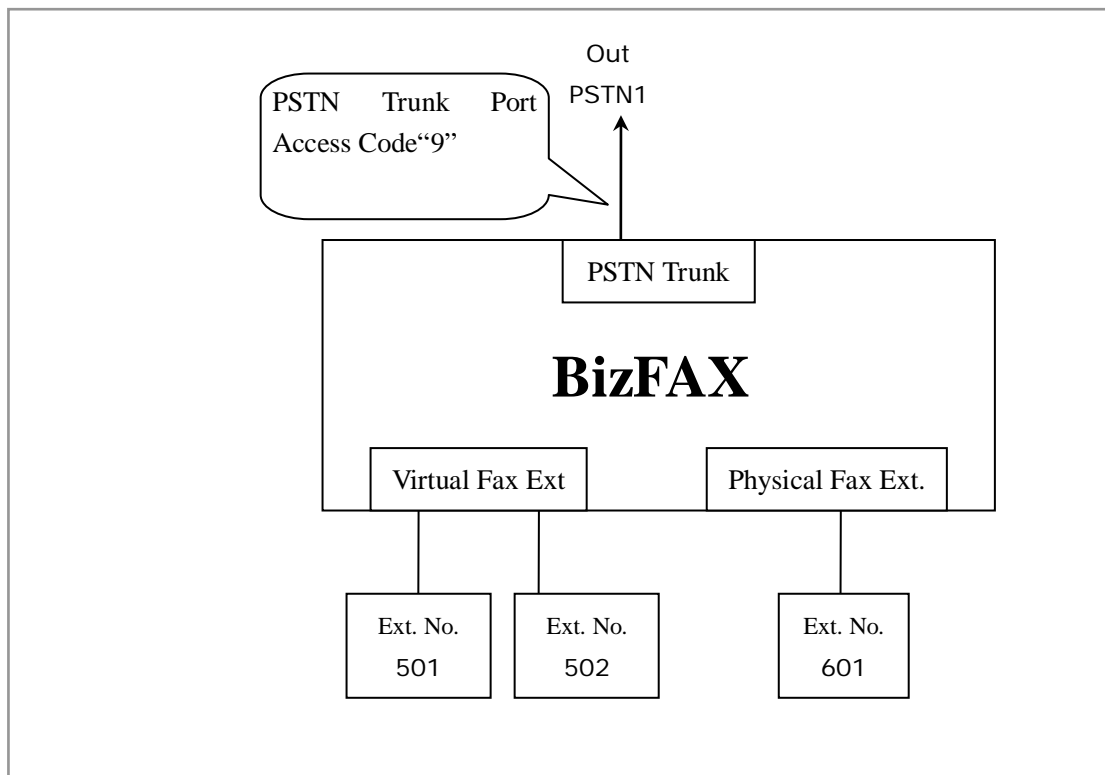 Out
PSTN1
PSTN Trunk Port
Access Code“9”
PSTN Trunk
BizFAX
Virtual Fax Ext
Physical Fax Ext.
Ext. No.
501
Ext. No.
502
Ext. No.
601